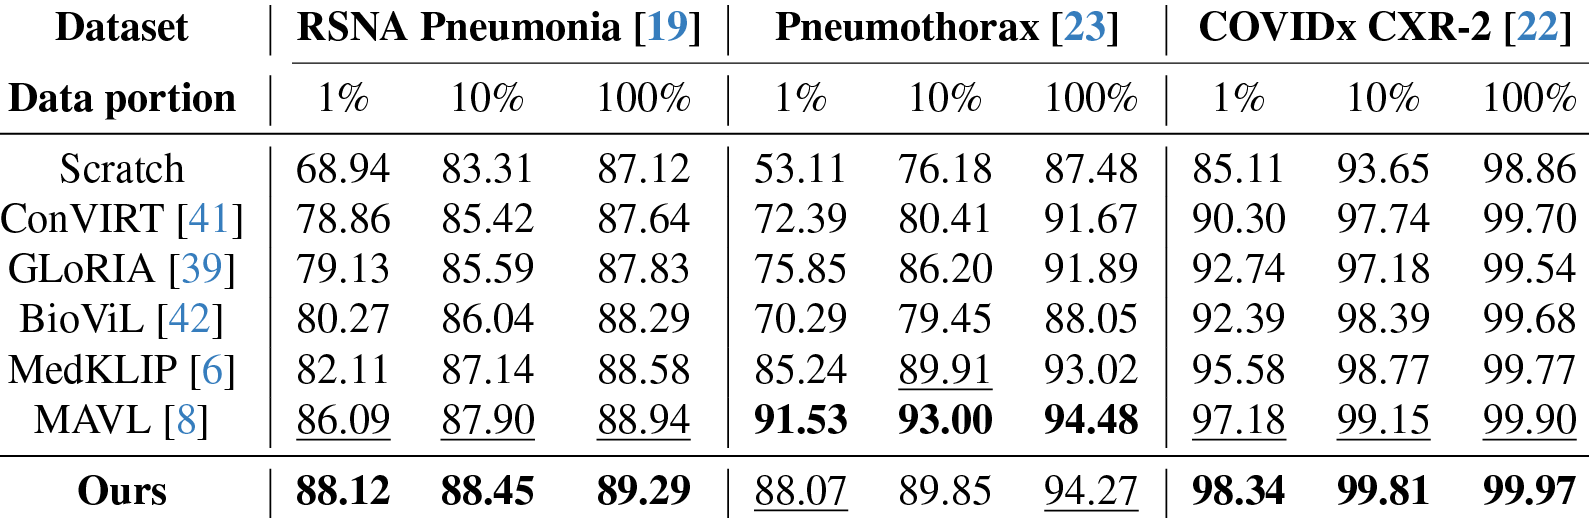 Dataset RSNA Pneumonia [19] Pneumothorax [23] COVIDx CXR-2 [22]
Data portion 1% 10% 100% 1% 10% 100% 1% 10% 100%
Scratch 68.94 83.31 87.12 53.11 76.18 87.48 85.11 93.65 98.86
ConVIRT [41] 78.86 85.42 87.64 72.39 80.41 91.67 90.30 97.74 99.70
GLoRIA [39] 79.13 85.59 87.83 75.85 86.20 91.89 92.74 97.18 99.54
BioViL [42] 80.27 86.04 88.29 70.29 79.45 88.05 92.39 98.39 99.68
MedKLIP [6] 82.11 87.14 88.58 85.24 89.91 93.02 95.58 98.77 99.77
MAVL [8] 86.09 87.90 88.94 91.53 93.00 94.48 97.18 99.15 99.90
Ours 88.12 88.45 89.29 88.07 89.85 94.27 98.34 99.81 99.97